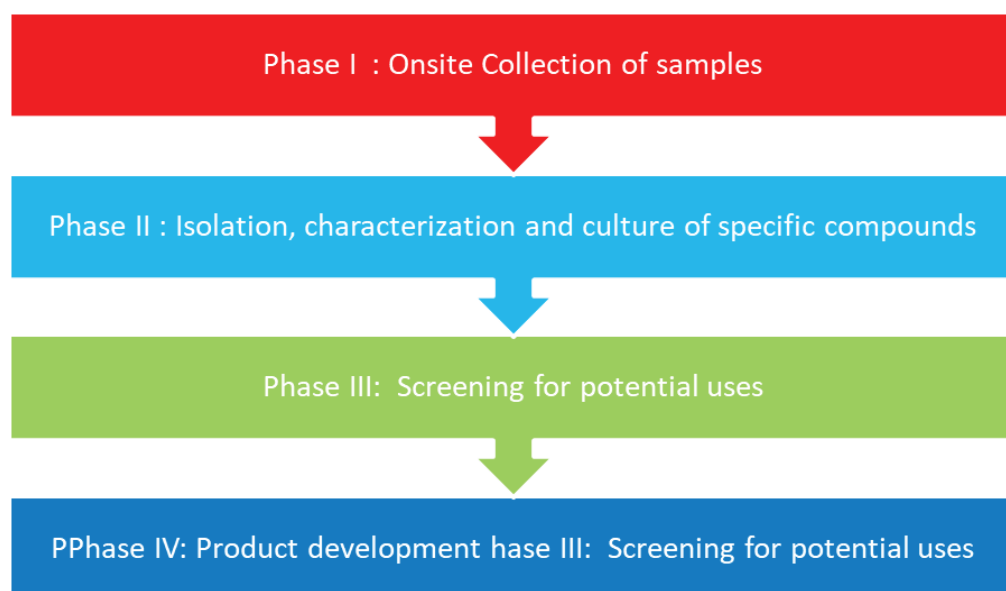 Phase I : Onsite Collection of samples
Phase II : Isolation, characterization and culture of specific compounds
Phase III: Screening for potential uses
PPhase IV: Product development hase III: Screening for potential uses